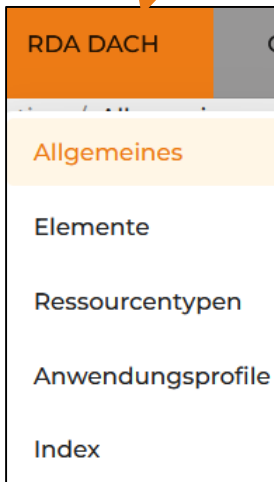 RDA DACH
Allgemeines
Elemente
Ressourcentypen
Anwendungsprofile
Index